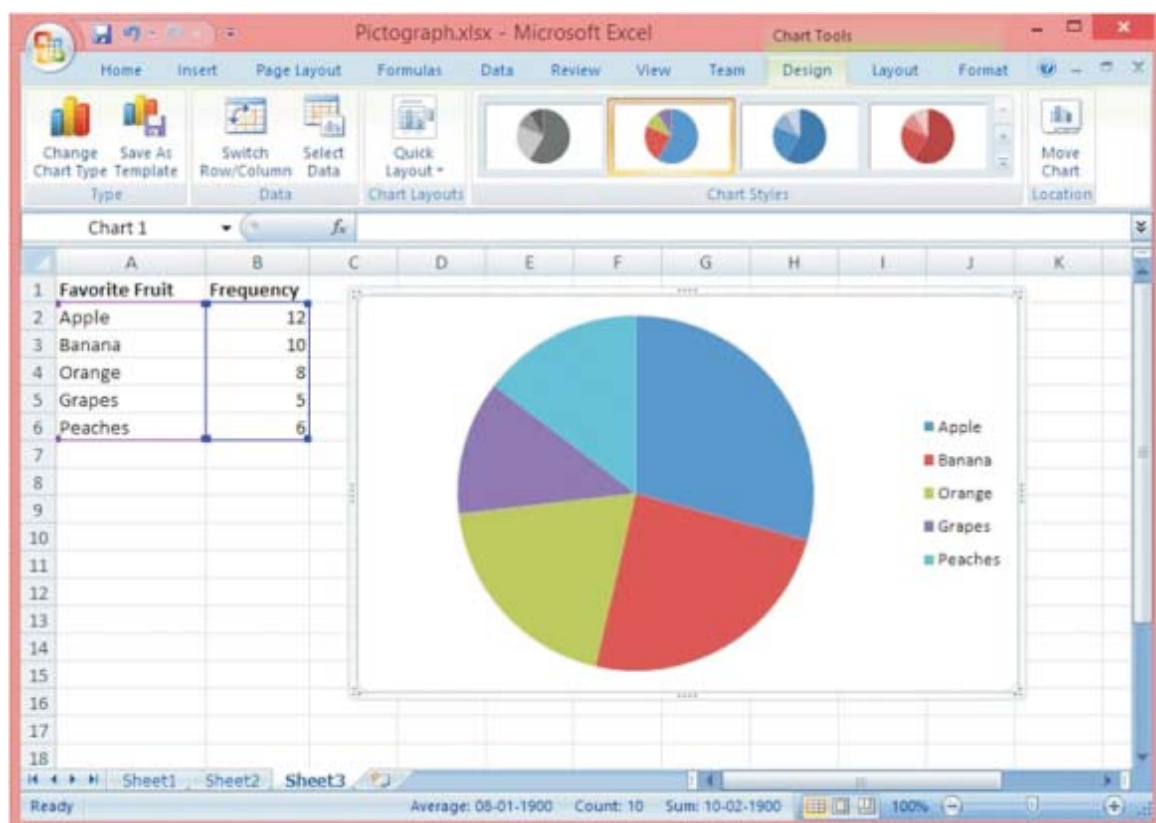 Pictograph.xlsx - Microsoft Excel Chart Tools
Home Insert Page Layout Formulas Data Review View Team Design Layout Format
Change Chart Type Save As Template Switch Row/Column Select Data Quick Layout Move Chart
Type Data Chart Layouts Chart Styles Location
Chart 1 fx
A B C D E F G H I J K
1 Favorite Fruit Frequency
2 Apple 12
3 Banana 10
4 Orange 8
5 Grapes 5
6 Peaches 6
7
8
9
10
11
12
13
14
15
16
17
18
Apple
Banana
Orange
Grapes
Peaches
Sheet1 Sheet2 Sheet3
Ready Average: 08-01-1900 Count: 10 Sum: 10-02-1900 100%